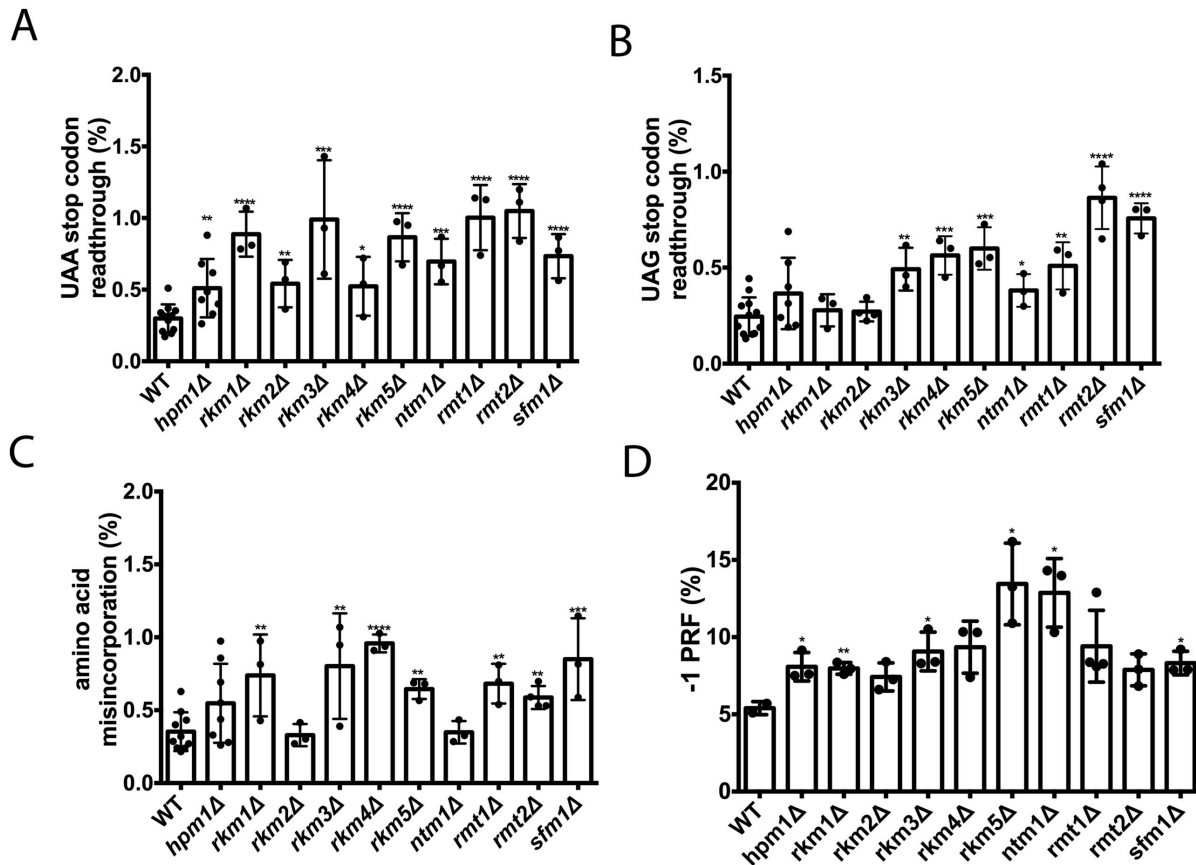 A
UAA stop codon
readthrough (%)
2.0
1.5
1.0
0.5
0.0
** **** ** *** * **** *** **** **** ****
WT hpm1Δ rkm1Δ rkm2Δ rkm3Δ rkm4Δ rkm5Δ ntm1Δ rmt1Δ rmt2Δ sfm1Δ
B
UAG stop codon
readthrough (%)
1.5
1.0
0.5
0.0
** *** *** * ** **** ****
WT hpm1Δ rkm1Δ rkm2Δ rkm3Δ rkm4Δ rkm5Δ ntm1Δ rmt1Δ rmt2Δ sfm1Δ
C
amino acid
misincorporation (%)
2.0
1.5
1.0
0.5
0.0
** ** **** ** ** ** ***
WT hpm1Δ rkm1Δ rkm2Δ rkm3Δ rkm4Δ rkm5Δ ntm1Δ rmt1Δ rmt2Δ sfm1Δ
D
-1 PRF (%)
20
15
10
5
0
* ** * * * *
WT hpm1Δ rkm1Δ rkm2Δ rkm3Δ rkm4Δ rkm5Δ ntm1Δ rmt1Δ rmt2Δ sfm1Δ